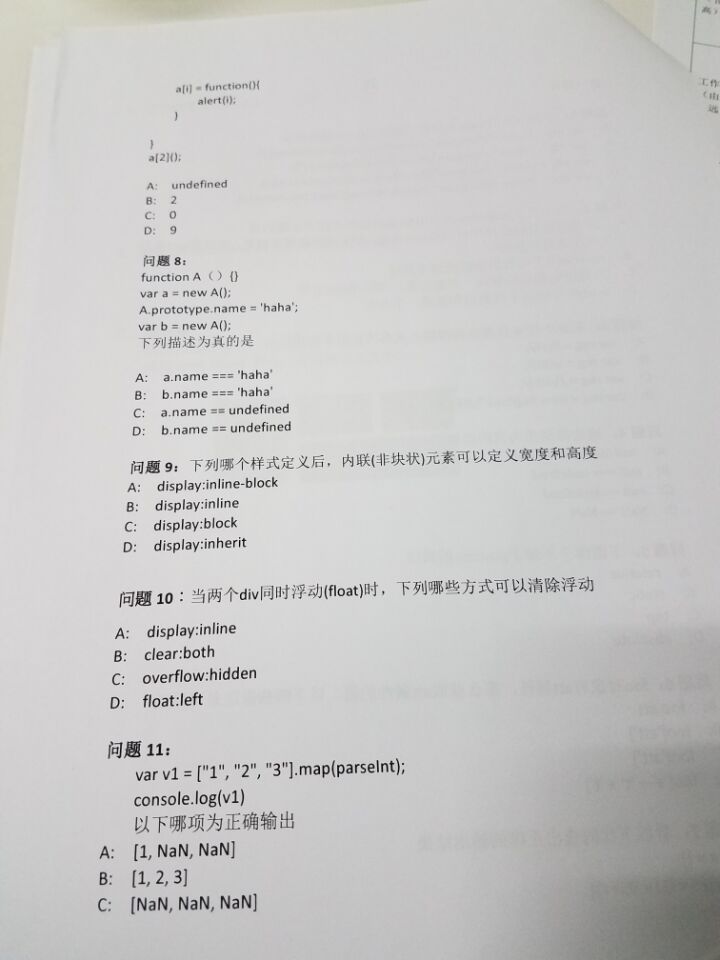 a[i] = function(){
alert(i);
}
}
a[2]();
A: undefined
B: 2
C: 0
D: 9
问题 8：
function A（）{}
var a = new A();
A.prototype.name = 'haha';
var b = new A();
下列描述为真的是
A: a.name === 'haha'
B: b.name === 'haha'
C: a.name == undefined
D: b.name == undefined
问题 9：下列哪个样式定义后，内联(非块状)元素可以定义宽度和高度
A: display:inline-block
B: display:inline
C: display:block
D: display:inherit
问题 10：当两个div同时浮动(float)时，下列哪些方式可以清除浮动
A: display:inline
B: clear:both
C: overflow:hidden
D: float:left
问题 11：
var v1 = ["1", "2", "3"].map(parseInt);
console.log(v1)
以下哪项为正确输出
A: [1, NaN, NaN]
B: [1, 2, 3]
C: [NaN, NaN, NaN]
工作